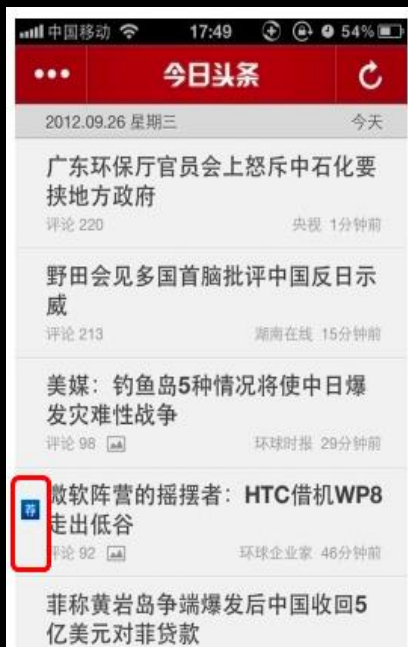 中国移动 17:49 54%
今日头条
2012.09.26 星期三 今天
广东环保厅官员会上怒斥中石化要
挟地方政府
评论 220 央视 1分钟前
野田会见多国首脑批评中国反日示
威
评论 213 湖南在线 15分钟前
美媒：钓鱼岛5种情况将使中日爆
发灾难性战争
评论 98 环球时报 29分钟前
荐 微软阵营的摇摆者：HTC借机WP8
走出低谷
评论 92 环球企业家 46分钟前
菲称黄岩岛争端爆发后中国收回5
亿美元对菲贷款